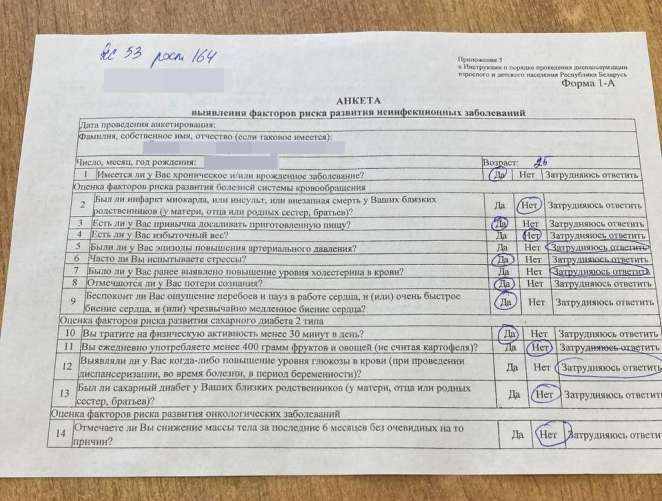 вес 53 рост 164
Приложение 5
к Инструкции о порядке проведения диспансеризации
взрослого и детского населения Республики Беларусь
Форма 1-А
АНКЕТА
выявления факторов риска развития неинфекционных заболеваний
Дата проведения анкетирования:
Фамилия, собственное имя, отчество (если таковое имеется):
Число, месяц, год рождения: Возраст: 26
1 Имеется ли у Вас хроническое и/или врожденное заболевание? Да Нет Затрудняюсь ответить
Оценка факторов риска развития болезней системы кровообращения
2 Был ли инфаркт миокарда, или инсульт, или внезапная смерть у Ваших близких
родственников (у матери, отца или родных сестер, братьев)? Да Нет Затрудняюсь ответить
3 Есть ли у Вас привычка досаливать приготовленную пищу? Да Нет Затрудняюсь ответить
4 Есть ли у Вас избыточный вес? Да Нет Затрудняюсь ответить
5 Были ли у Вас эпизоды повышения артериального давления? Да Нет Затрудняюсь ответить
6 Часто ли Вы испытываете стрессы? Да Нет Затрудняюсь ответить
7 Было ли у Вас ранее выявлено повышение уровня холестерина в крови? Да Нет Затрудняюсь ответить
8 Отмечаются ли у Вас потери сознания? Да Нет Затрудняюсь ответить
9 Беспокоит ли Вас ощущение перебоев и пауз в работе сердца, и (или) очень быстрое
биение сердца, и (или) чрезвычайно медленное биение сердца? Да Нет Затрудняюсь ответить
Оценка факторов риска развития сахарного диабета 2 типа
10 Вы тратите на физическую активность менее 30 минут в день? Да Нет Затрудняюсь ответить
11 Вы ежедневно употребляете менее 400 грамм фруктов и овощей (не считая картофеля)? Да Нет Затрудняюсь ответить
12 Выявляли ли у Вас когда-либо повышение уровня глюкозы в крови (при проведении
диспансеризации, во время болезни, в период беременности)? Да Нет Затрудняюсь ответить
13 Был ли сахарный диабет у Ваших близких родственников (у матери, отца или родных
сестер, братьев)? Да Нет Затрудняюсь ответить
Оценка факторов риска развития онкологических заболеваний
14 Отмечаете ли Вы снижение массы тела за последние 6 месяцев без очевидных на то
причин? Да Нет Затрудняюсь ответи